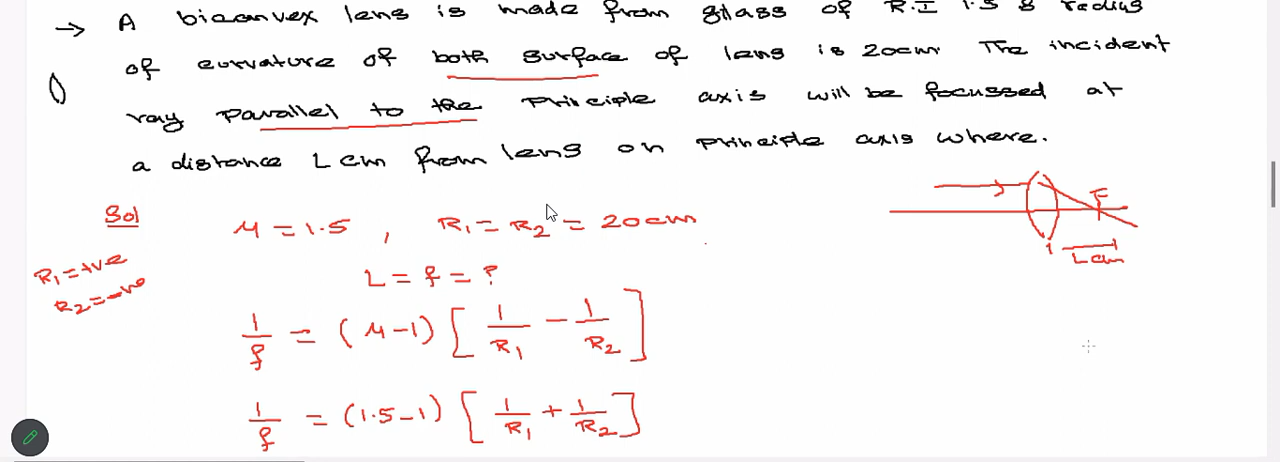 → A biconvex lens is made from glass of R.I 1.5 & radius
of curvature of both surface of lens is 20cm. The incident
ray parallel to the principle axis will be focussed at
a distance L cm from lens on principle axis where.
Sol
μ = 1.5 , R₁ = R₂ = 20cm
R₁ = +ve
R₂ = -ve
L = f = ?
1/f = (μ-1) [ 1/R₁ - 1/R₂ ]
1/f = (1.5-1) [ 1/R₁ + 1/R₂ ]
F
L cm